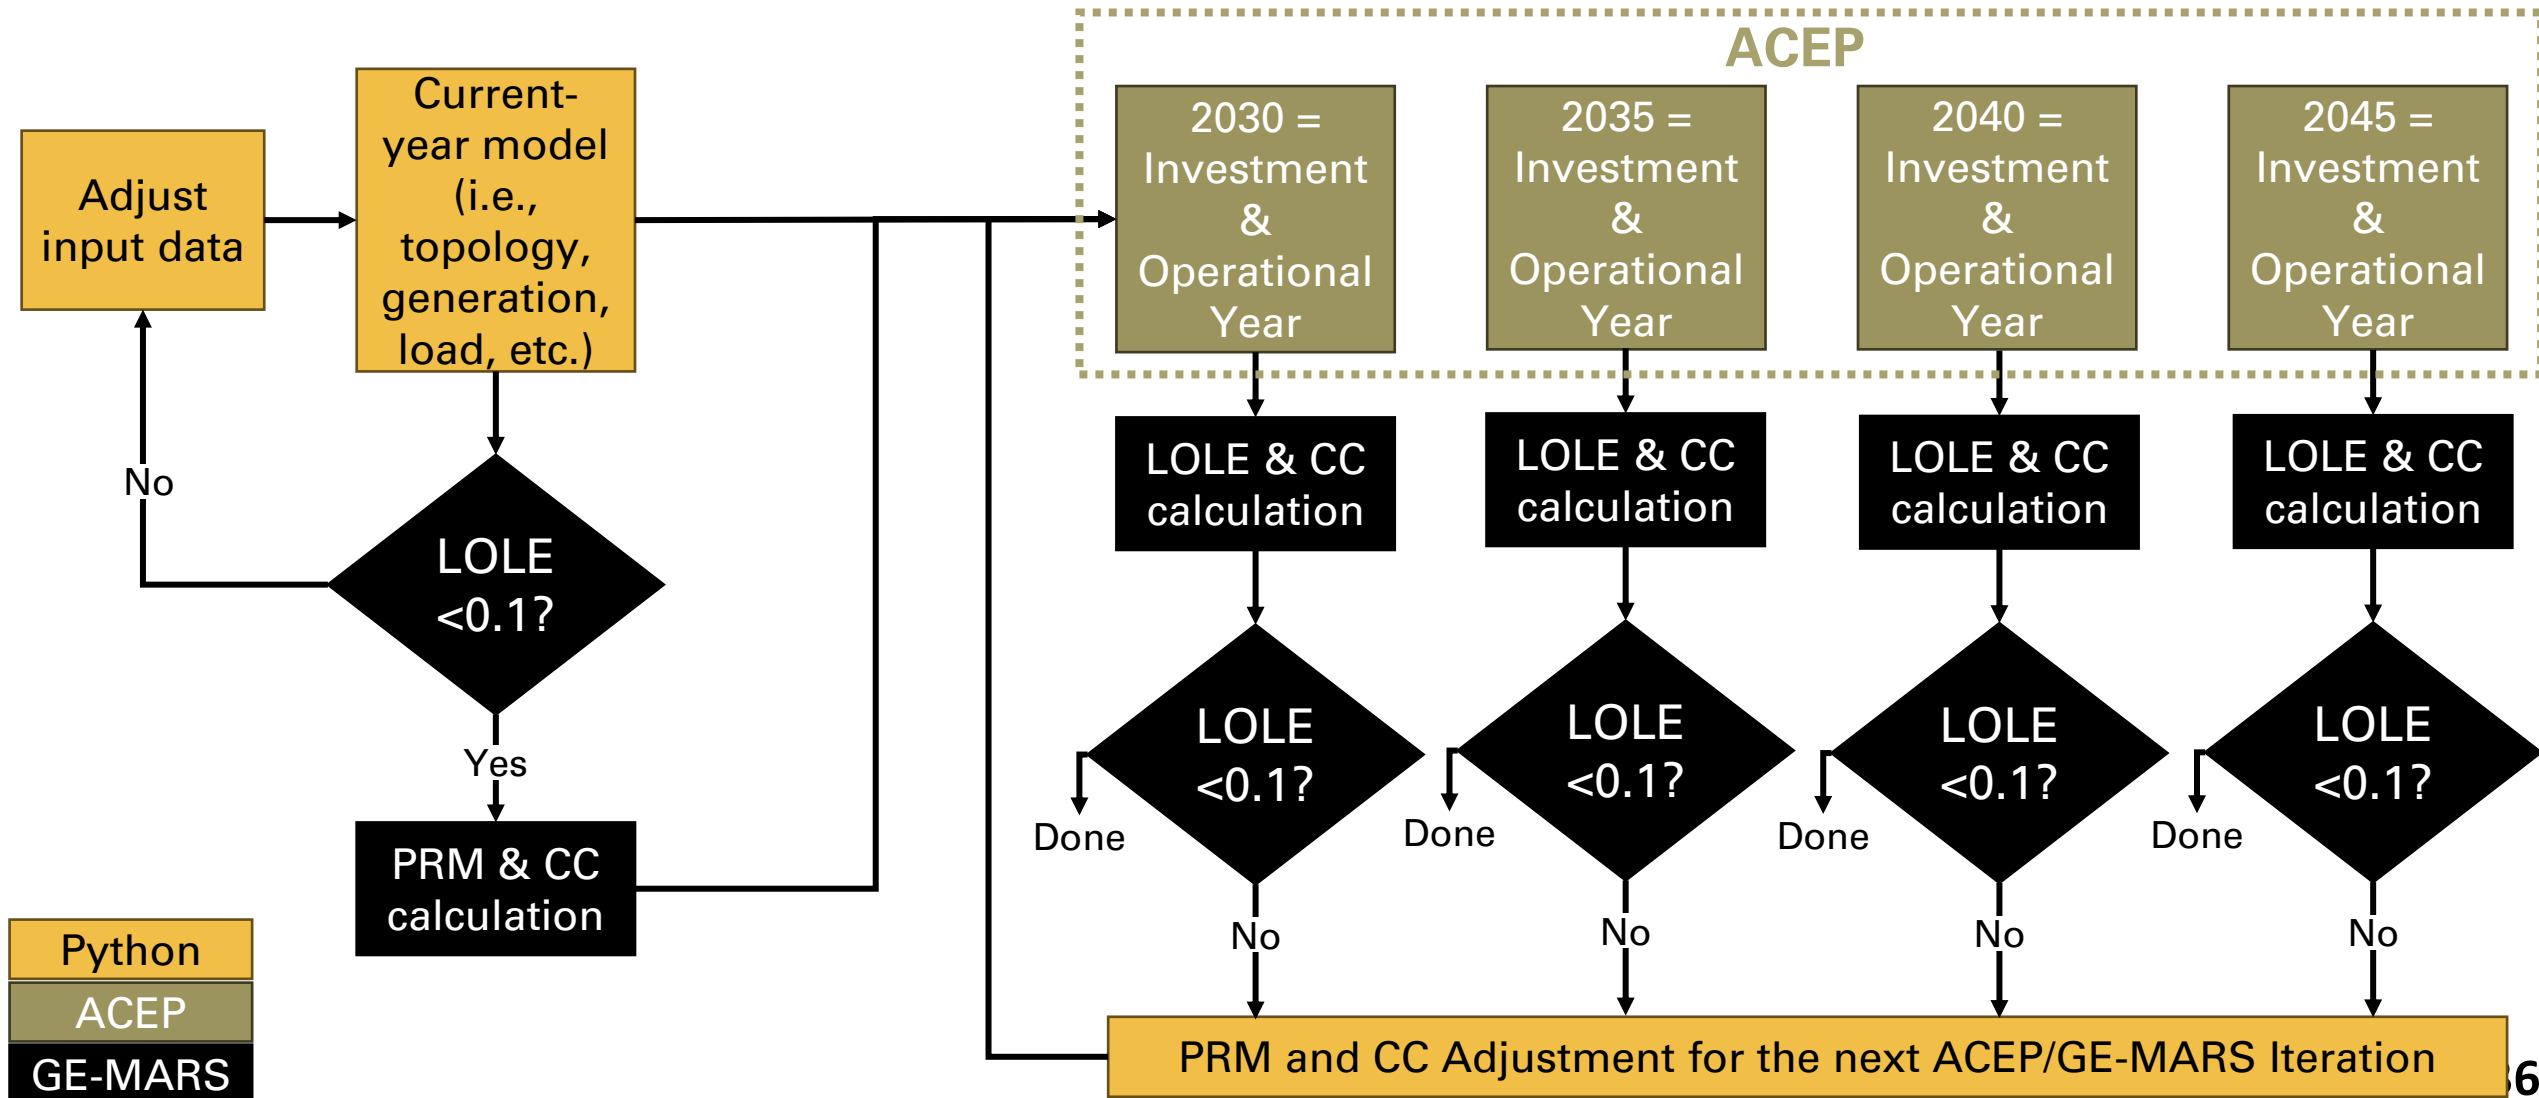 ACEP
Adjust
input data
Current-
year model
(i.e.,
topology,
generation,
load, etc.)
2030 =
Investment
&
Operational
Year
2035 =
Investment
&
Operational
Year
2040 =
Investment
&
Operational
Year
2045 =
Investment
&
Operational
Year
No
LOLE
<0.1?
Yes
PRM & CC
calculation
LOLE & CC
calculation
LOLE & CC
calculation
LOLE & CC
calculation
LOLE & CC
calculation
LOLE
<0.1?
LOLE
<0.1?
LOLE
<0.1?
LOLE
<0.1?
Done
Done
Done
Done
No
No
No
No
PRM and CC Adjustment for the next ACEP/GE-MARS Iteration
Python
ACEP
GE-MARS